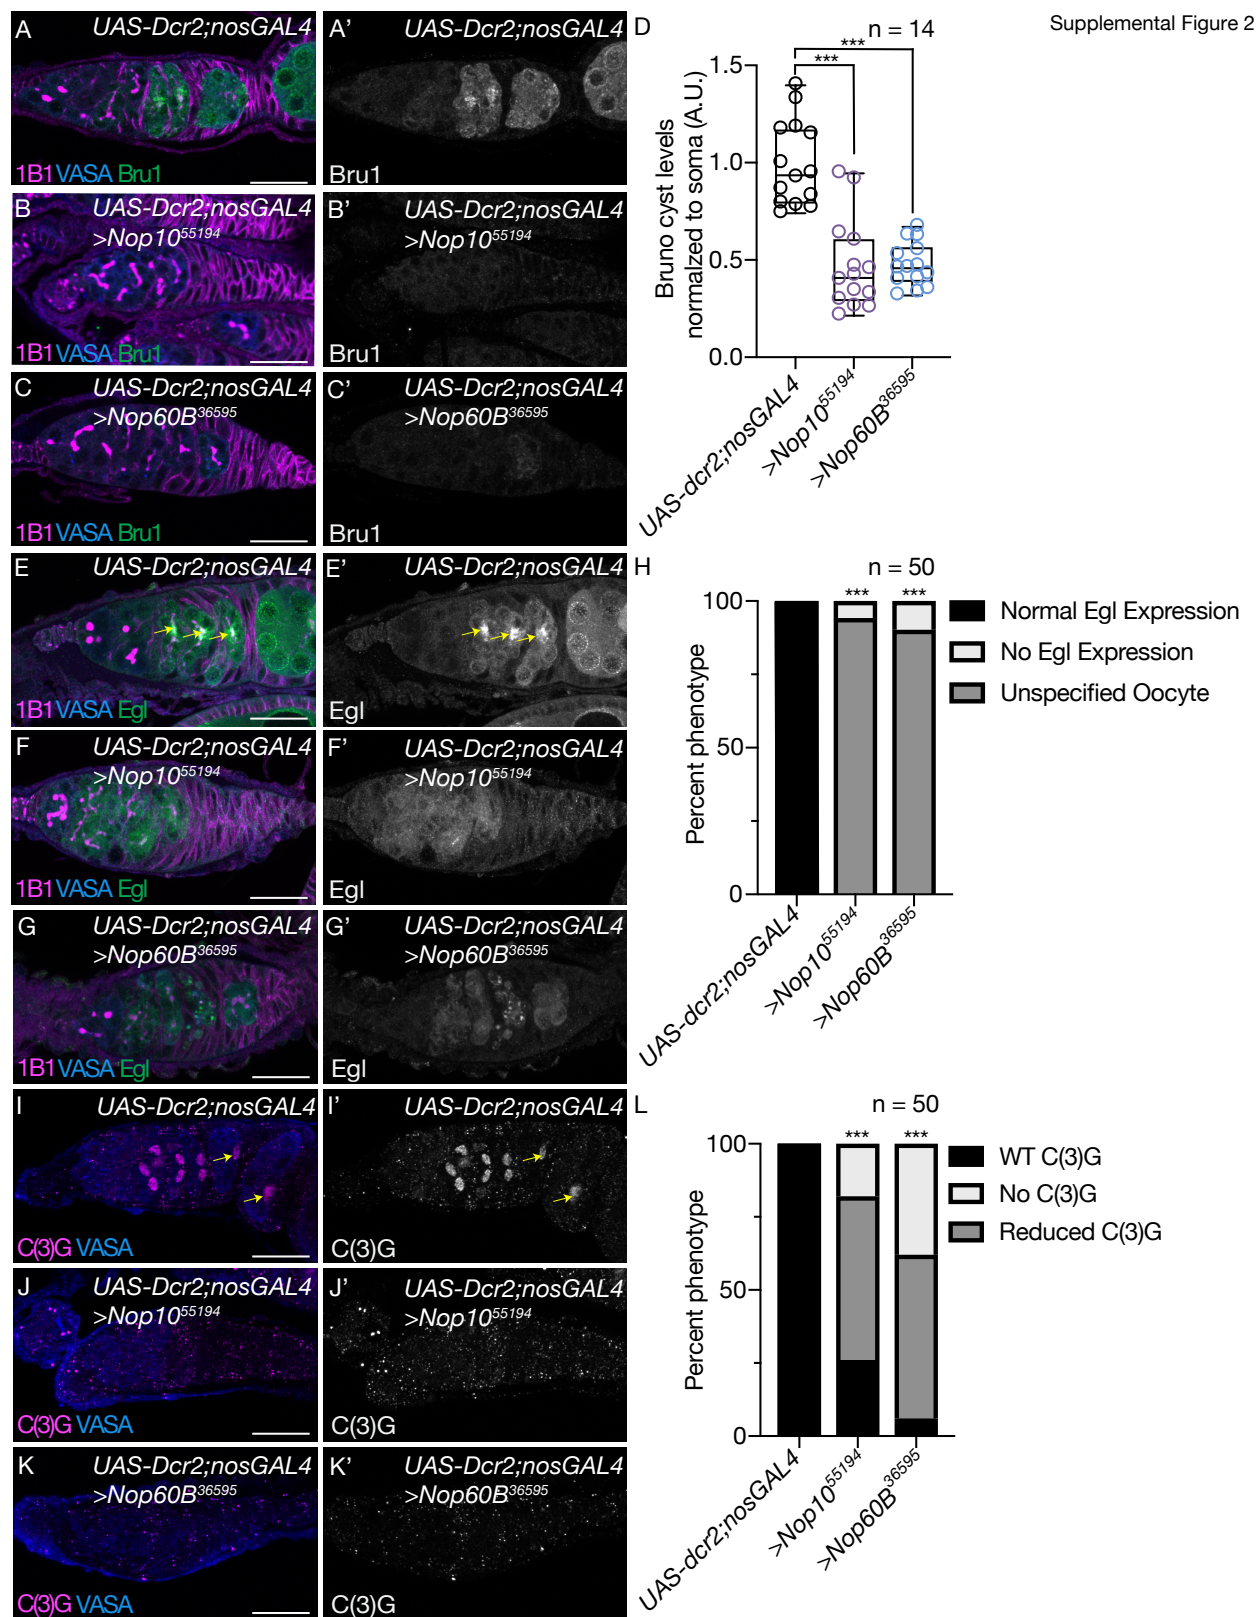 Supplemental Figure 2
A UAS-Dcr2;nosGAL4
1B1 VASA Bru1
A' UAS-Dcr2;nosGAL4
Bru1
B UAS-Dcr2;nosGAL4
>Nop10^55194
1B1 VASA Bru1
B' UAS-Dcr2;nosGAL4
>Nop10^55194
Bru1
C UAS-Dcr2;nosGAL4
>Nop60B^36595
1B1 VASA Bru1
C' UAS-Dcr2;nosGAL4
>Nop60B^36595
Bru1
D
n = 14
***
***
Bruno cyst levels
normalzed to soma (A.U.)
1.5
1.0
0.5
0.0
UAS-dcr2;nosGAL4
>Nop10^55194
>Nop60B^36595
E UAS-Dcr2;nosGAL4
1B1 VASA Egl
E' UAS-Dcr2;nosGAL4
Egl
F UAS-Dcr2;nosGAL4
>Nop10^55194
1B1 VASA Egl
F' UAS-Dcr2;nosGAL4
>Nop10^55194
Egl
G UAS-Dcr2;nosGAL4
>Nop60B^36595
1B1 VASA Egl
G' UAS-Dcr2;nosGAL4
>Nop60B^36595
Egl
H
n = 50
*** ***
Percent phenotype
100
50
0
Normal Egl Expression
No Egl Expression
Unspecified Oocyte
UAS-dcr2;nosGAL4
>Nop10^55194
>Nop60B^36595
I UAS-Dcr2;nosGAL4
C(3)G VASA
I' UAS-Dcr2;nosGAL4
C(3)G
J UAS-Dcr2;nosGAL4
>Nop10^55194
C(3)G VASA
J' UAS-Dcr2;nosGAL4
>Nop10^55194
C(3)G
K UAS-Dcr2;nosGAL4
>Nop60B^36595
C(3)G VASA
K' UAS-Dcr2;nosGAL4
>Nop60B^36595
C(3)G
L
n = 50
*** ***
Percent phenotype
100
50
0
WT C(3)G
No C(3)G
Reduced C(3)G
UAS-dcr2;nosGAL4
>Nop10^55194
>Nop60B^36595